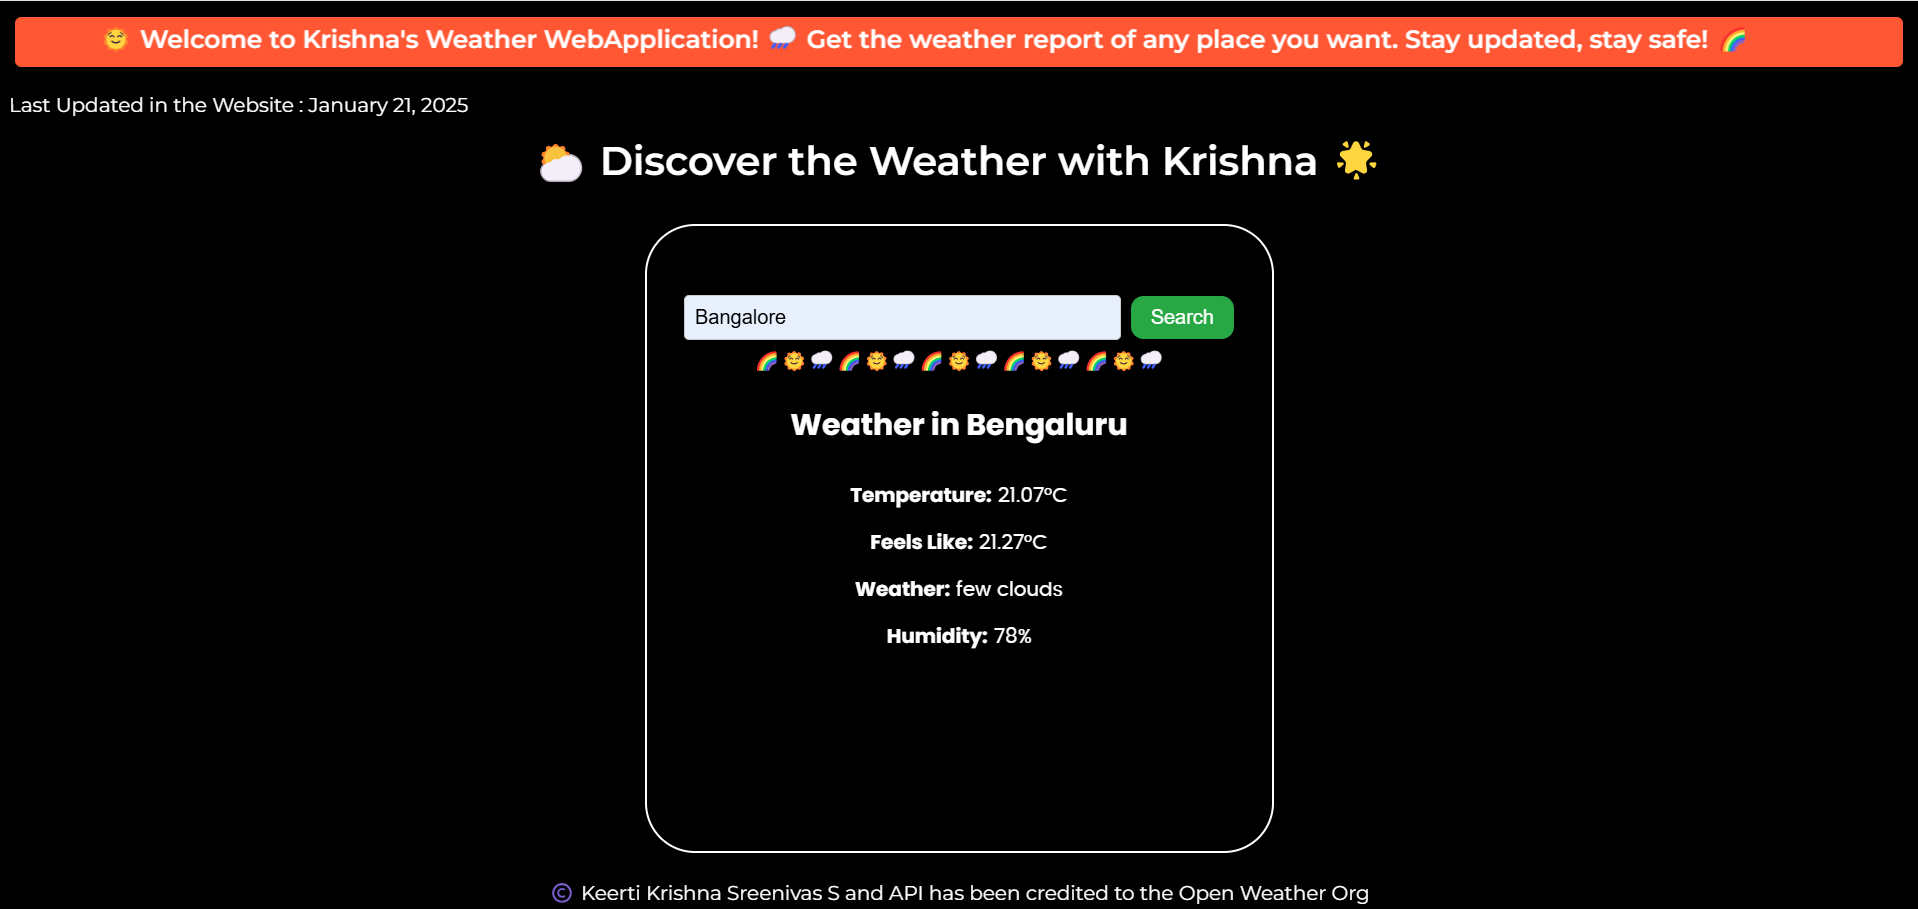 🌞 Welcome to Krishna's Weather WebApplication! 🌧️ Get the weather report of any place you want. Stay updated, stay safe! 🌈
Last Updated in the Website : January 21, 2025
🌥️ Discover the Weather with Krishna 🌟
Bangalore
Search
🌈🌞🌧️🌈🌞🌧️🌈🌞🌧️🌈🌞🌧️🌈🌞🌧️
Weather in Bengaluru
Temperature: 21.07°C
Feels Like: 21.27°C
Weather: few clouds
Humidity: 78%
© Keerti Krishna Sreenivas S and API has been credited to the Open Weather Org